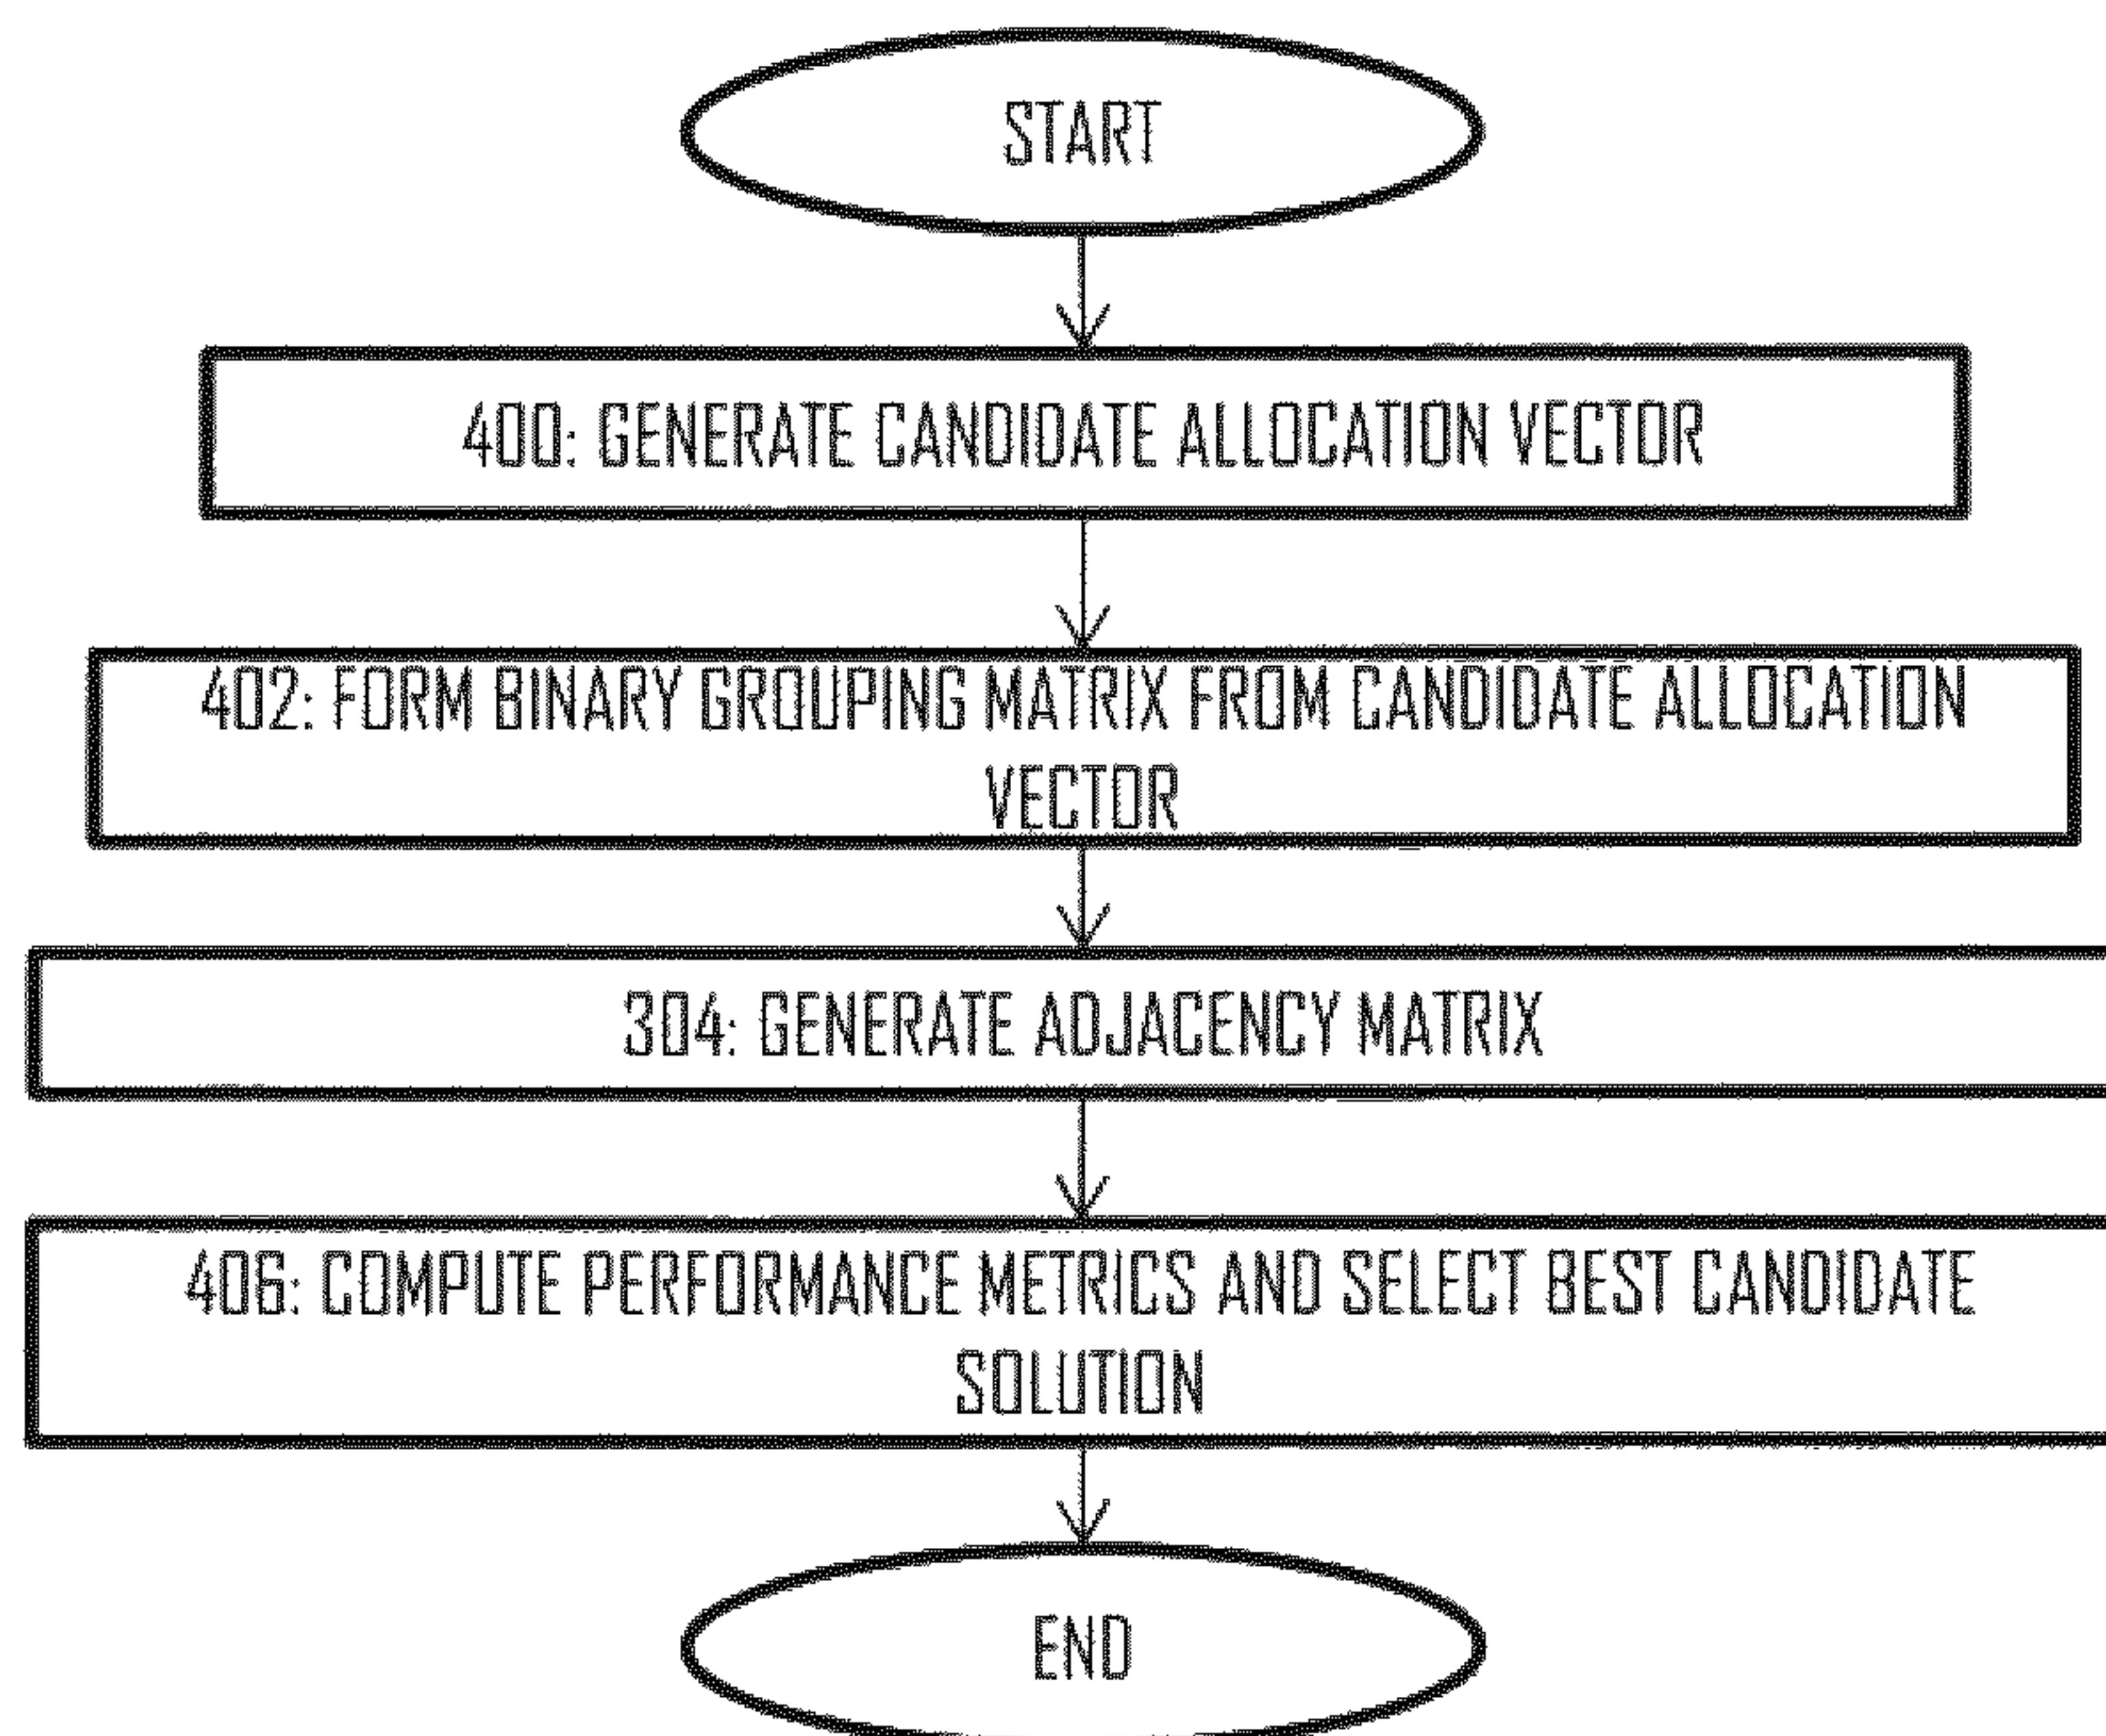 START
400: GENERATE CANDIDATE ALLOCATION VECTOR
402: FORM BINARY GROUPING MATRIX FROM CANDIDATE ALLOCATION
VECTOR
304: GENERATE ADJACENCY MATRIX
406: COMPUTE PERFORMANCE METRICS AND SELECT BEST CANDIDATE
SOLUTION
END